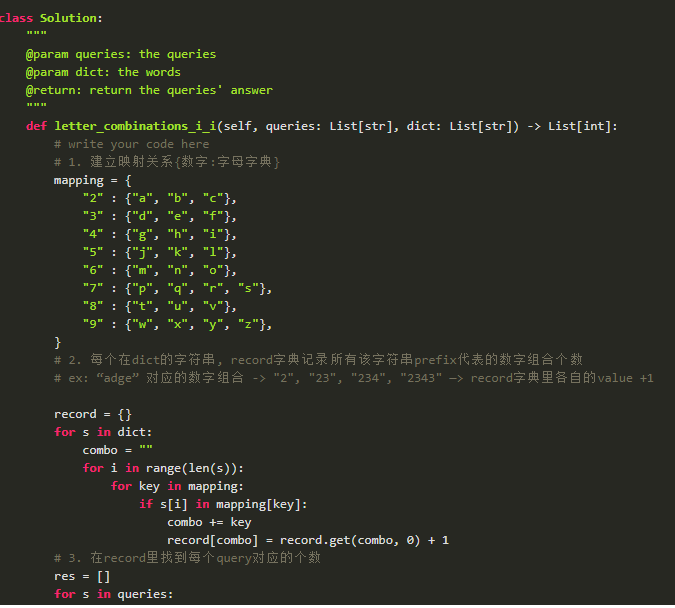 class Solution:
    """
    @param queries: the queries
    @param dict: the words
    @return: return the queries' answer
    """
    def letter_combinations_i_i(self, queries: List[str], dict: List[str]) -> List[int]:
        # write your code here
        # 1. 建立映射关系{数字:字母字典}
        mapping = {
            "2" : {"a", "b", "c"},
            "3" : {"d", "e", "f"},
            "4" : {"g", "h", "i"},
            "5" : {"j", "k", "l"},
            "6" : {"m", "n", "o"},
            "7" : {"p", "q", "r", "s"},
            "8" : {"t", "u", "v"},
            "9" : {"w", "x", "y", "z"},
        }
        # 2. 每个在dict的字符串, record字典记录所有该字符串prefix代表的数字组合个数
        # ex: “adge” 对应的数字组合 -> "2", "23", "234", "2343" —> record字典里各自的value +1

        record = {}
        for s in dict:
            combo = ""
            for i in range(len(s)):
                for key in mapping:
                    if s[i] in mapping[key]:
                        combo += key
                        record[combo] = record.get(combo, 0) + 1
        # 3. 在record里找到每个query对应的个数
        res = []
        for s in queries: